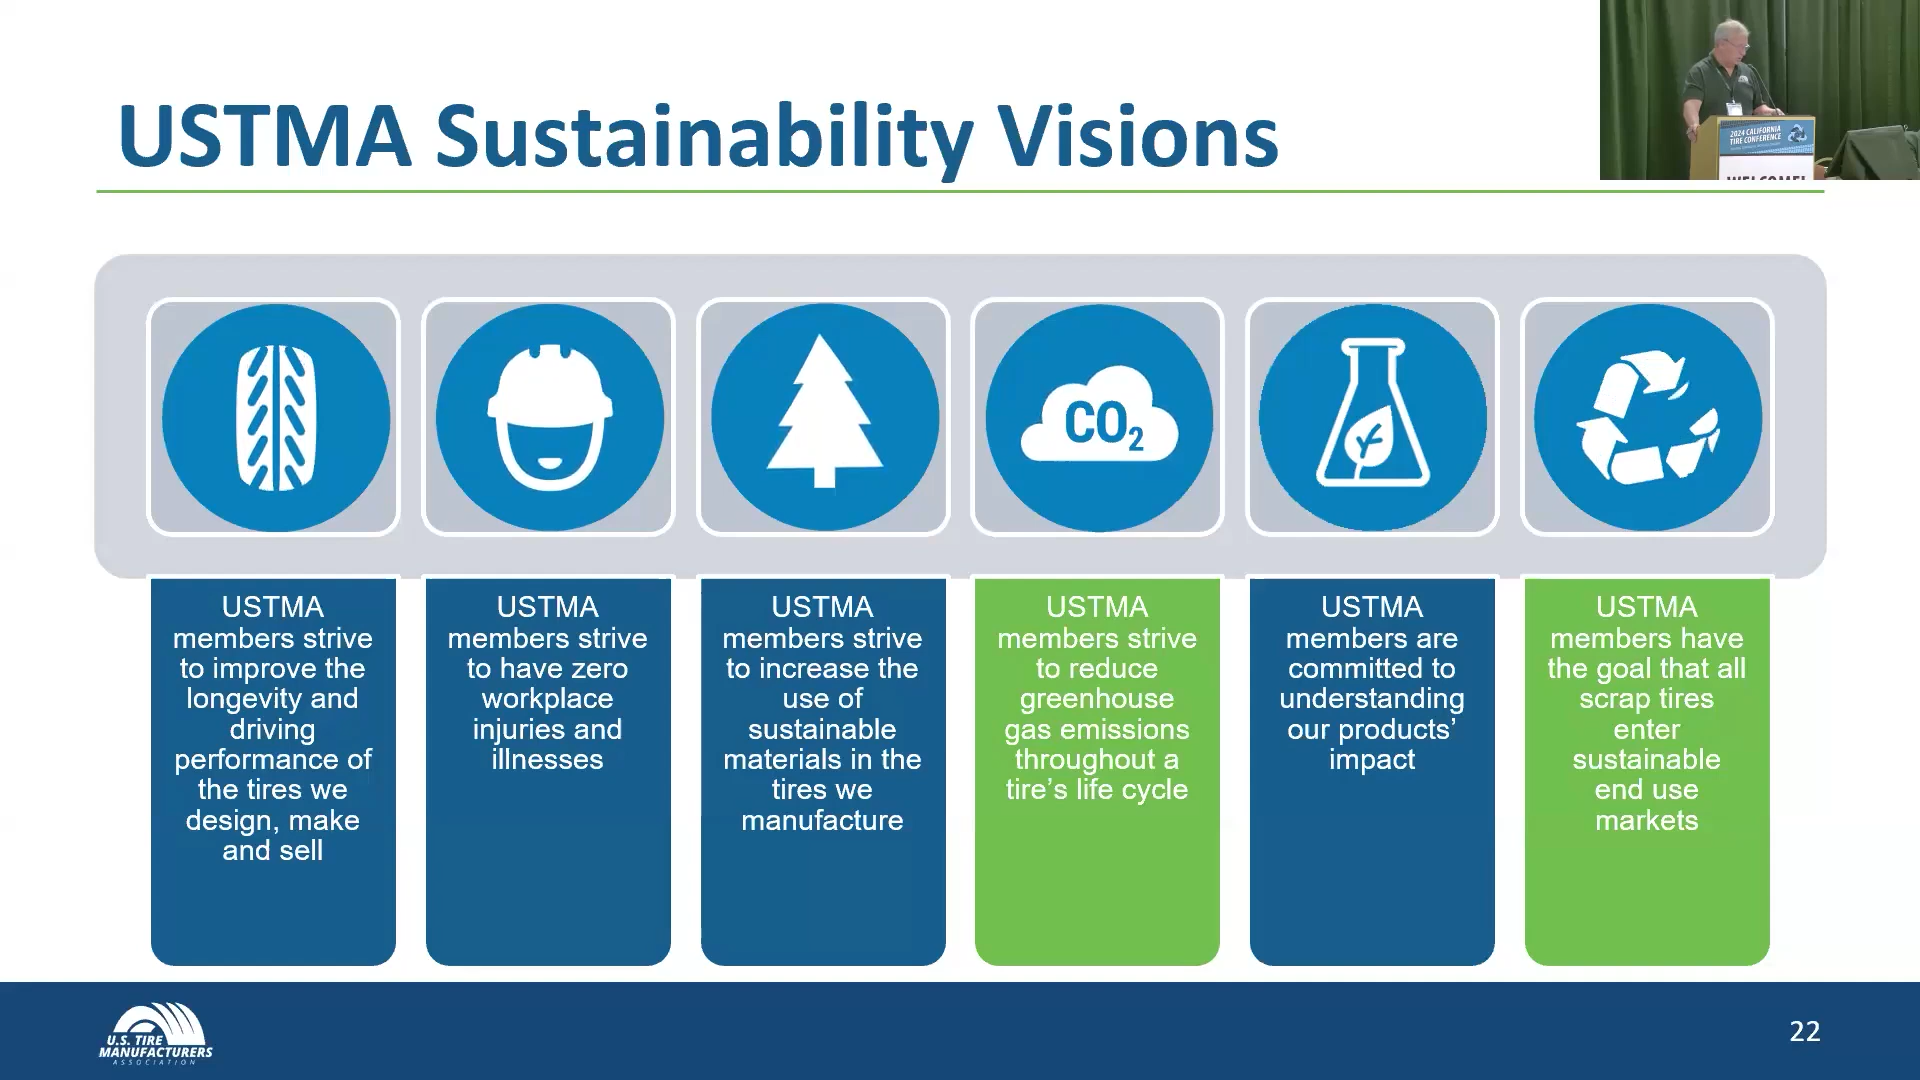 USTMA Sustainability Visions
2024 CALIFORNIA
TIRE CONFERENCE
WELCOME!
CO2
USTMA
members strive
to improve the
longevity and
driving
performance of
the tires we
design, make
and sell
USTMA
members strive
to have zero
workplace
injuries and
illnesses
USTMA
members strive
to increase the
use of
sustainable
materials in the
tires we
manufacture
USTMA
members strive
to reduce
greenhouse
gas emissions
throughout a
tire’s life cycle
USTMA
members are
committed to
understanding
our products’
impact
USTMA
members have
the goal that all
scrap tires
enter
sustainable
end use
markets
U.S. TIRE
MANUFACTURERS
ASSOCIATION
22